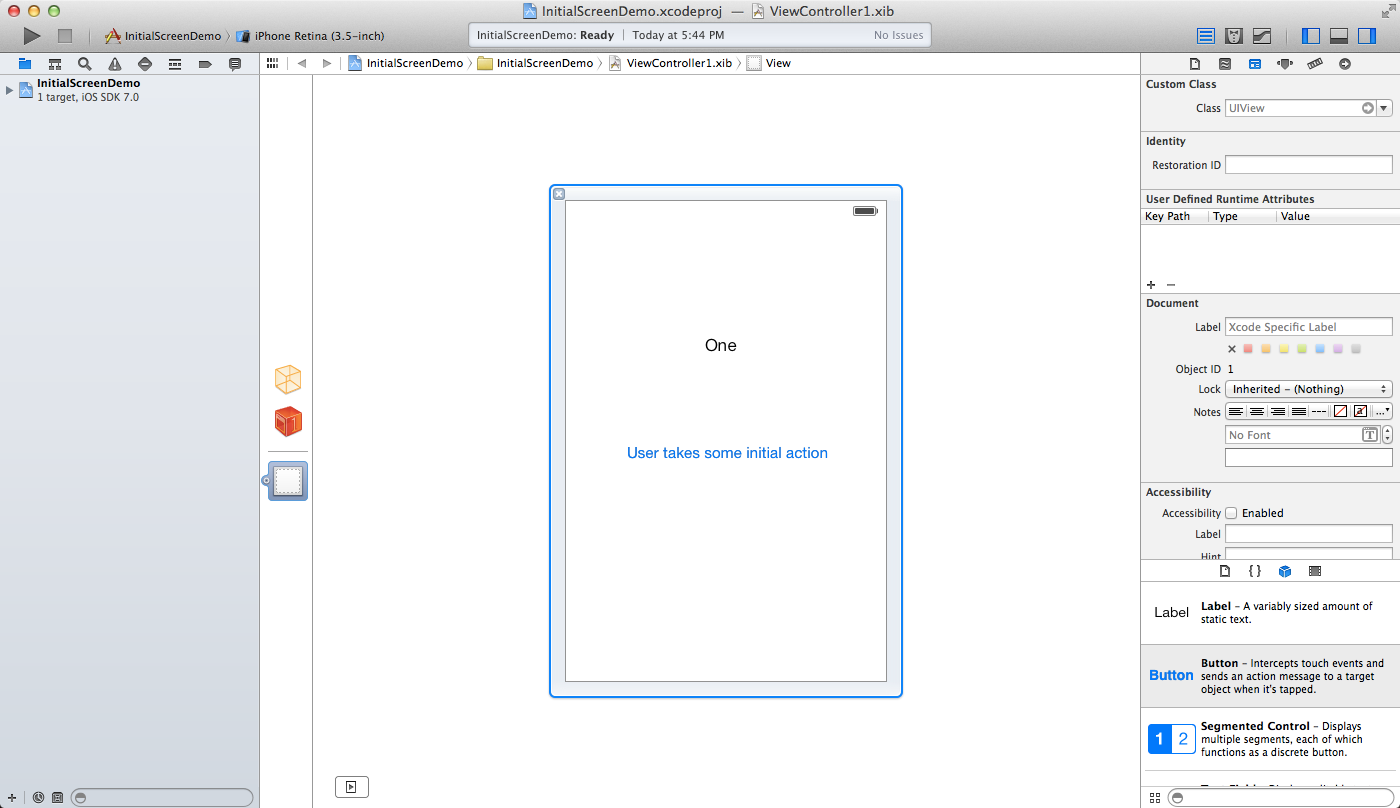 InitialScreenDemo.xcodeproj — ViewController1.xib
InitialScreenDemo
iPhone Retina (3.5-inch)
InitialScreenDemo: Ready
Today at 5:44 PM
No Issues
InitialScreenDemo
InitialScreenDemo
ViewController1.xib
View
InitialScreenDemo
1 target, iOS SDK 7.0
One
User takes some initial action
Custom Class
Class UIView
Identity
Restoration ID
User Defined Runtime Attributes
Key Path Type Value
Document
Label Xcode Specific Label
Object ID 1
Lock Inherited - (Nothing)
Notes
No Font
Accessibility
Accessibility Enabled
Label
Hint
Label
Label – A variably sized amount of
static text.
Button
Button – Intercepts touch events and
sends an action message to a target
object when it's tapped.
1 2
Segmented Control – Displays
multiple segments, each of which
functions as a discrete button.